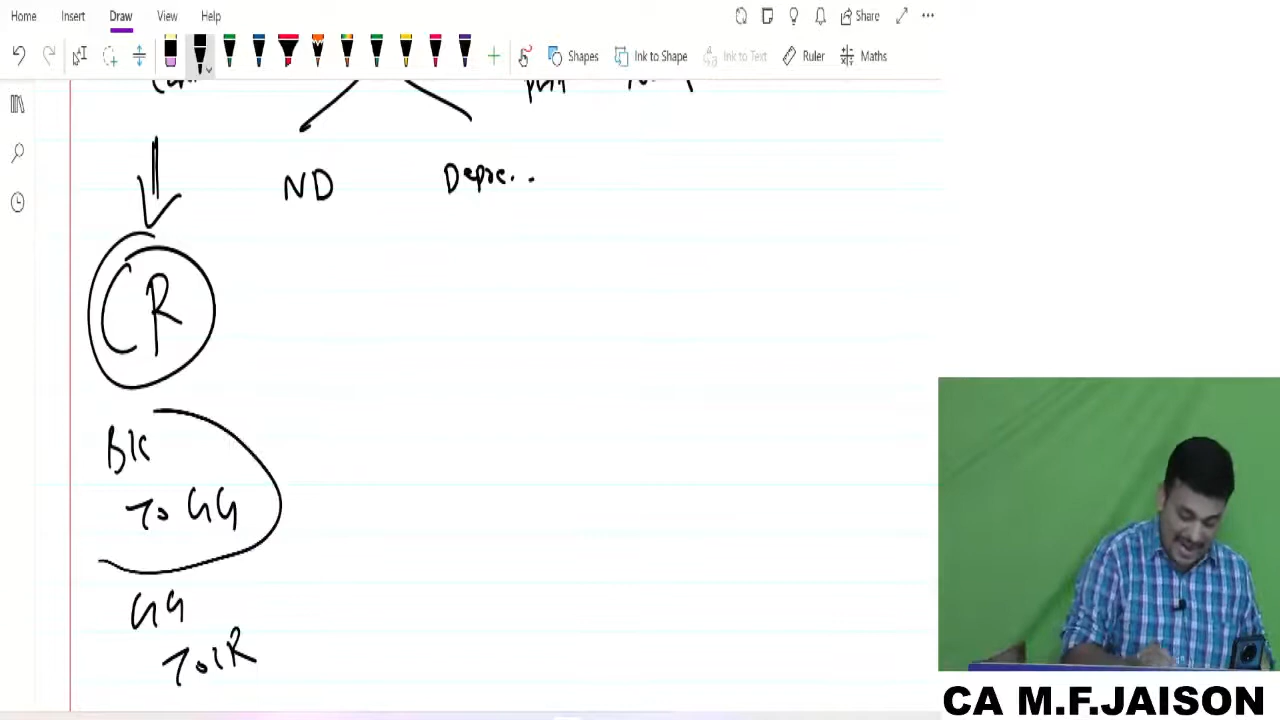 Home Insert Draw View Help Share
Shapes Ink to Shape Ink to Text Ruler Maths
ND Depre..
CR
BK
To GG
GG
To CR
CA M.F.JAISON